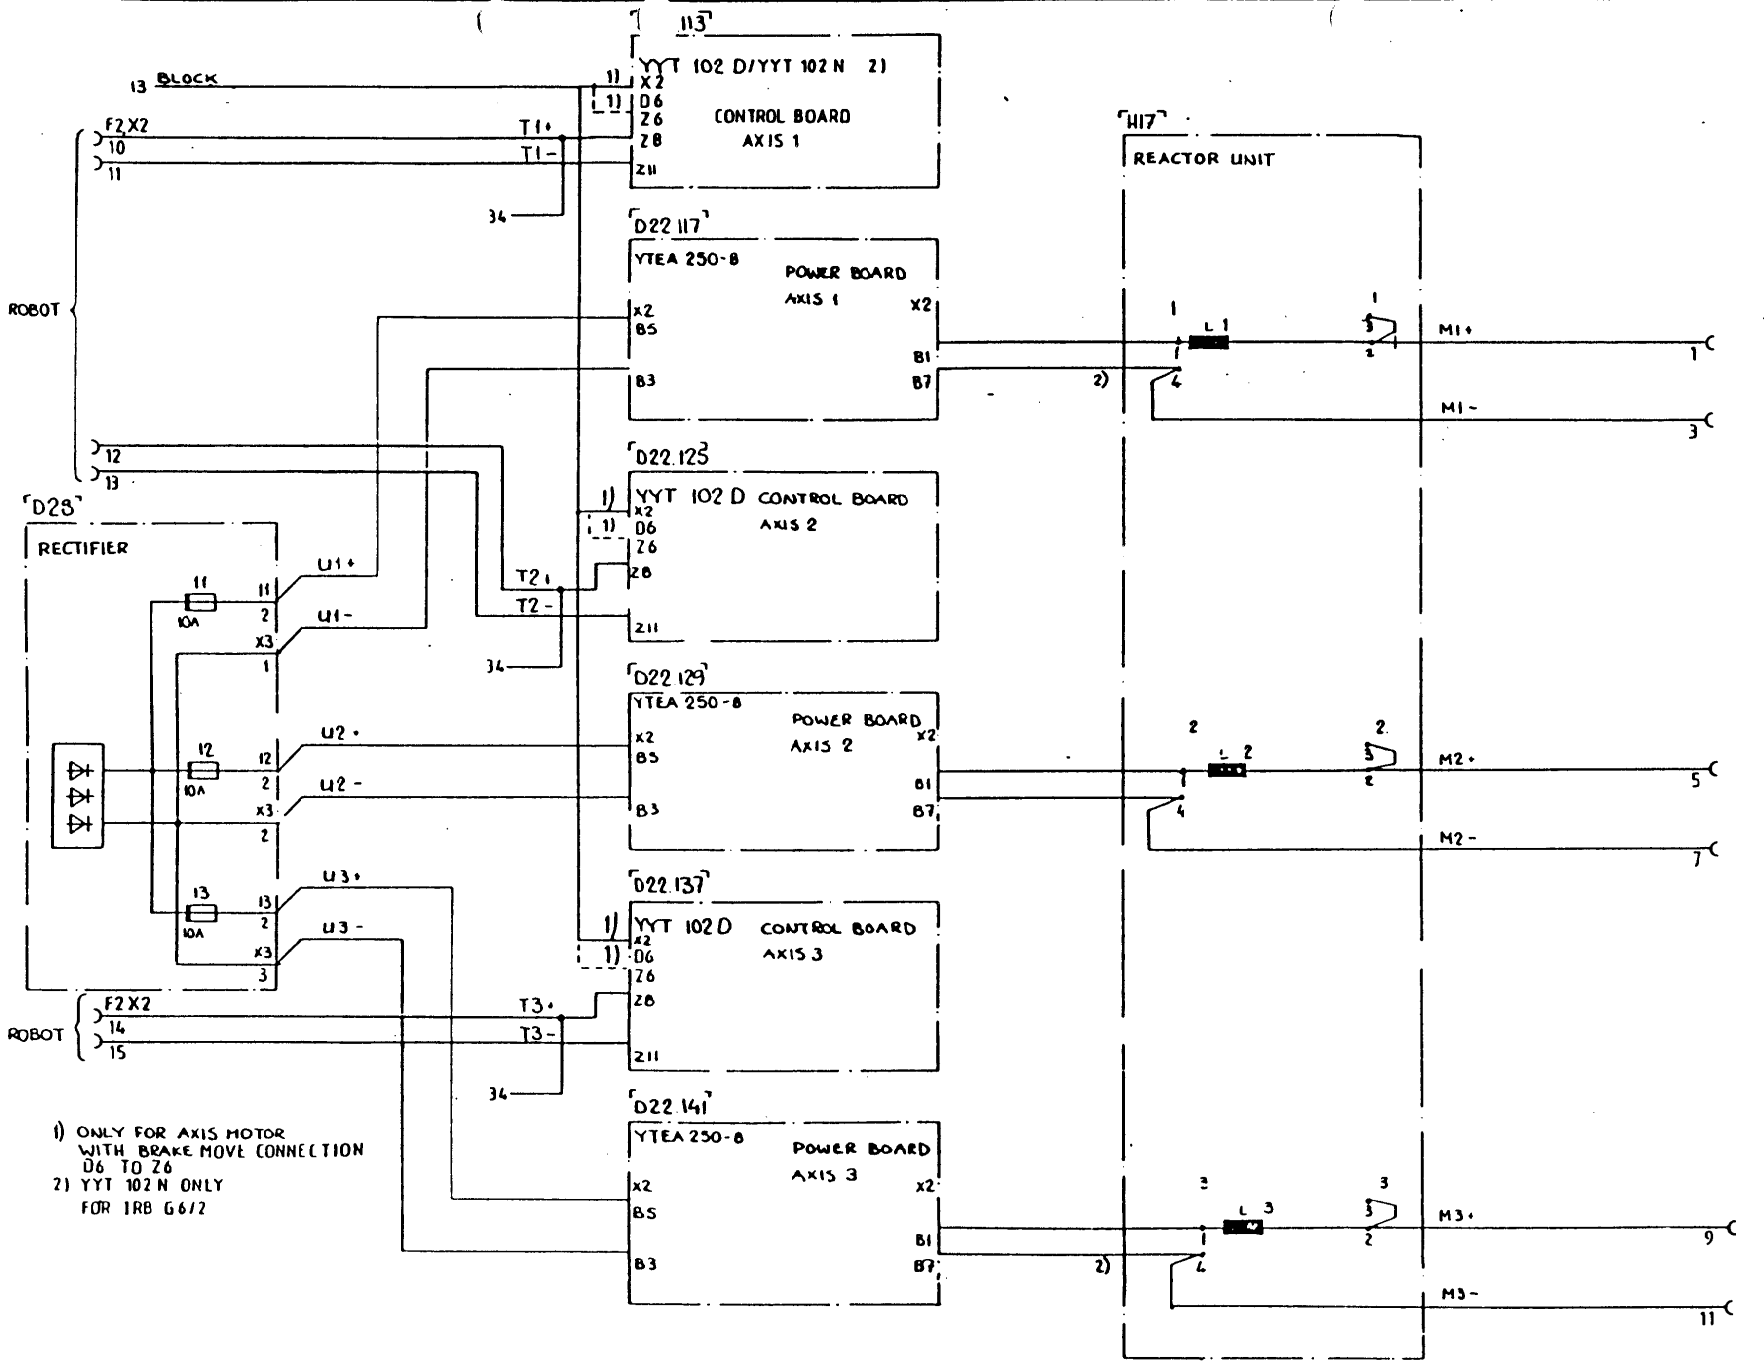 113
YYT 102 D/YYT 102 N 2)
13 BLOCK
1) X2
1) D6
Z6
CONTROL BOARD
AXIS 1
F2.X2
10
T1+
Z8
11
T1-
Z11
34
H17
REACTOR UNIT
D22.117
YTEA 250-8
POWER BOARD
AXIS 1
X2
B5
X2
ROBOT
1
L 1
1
3
2
M1+
1
B1
B3
B7
2)
4
M1-
3
12
13
D22.125
YYT 102 D CONTROL BOARD
AXIS 2
1)
X2
1)
D6
Z6
Z8
T2+
T2-
Z11
34
D28
RECTIFIER
11
10A
11
2
U1+
U1-
X3
1
D22.129
YTEA 250-8
POWER BOARD
AXIS 2
X2
B5
X2
12
10A
12
2
U2+
U2-
X3
2
B1
B3
B7
2
L 2
2
3
2
4
M2+
5
M2-
7
13
10A
13
2
U3+
U3-
X3
3
D22.137
YYT 102D CONTROL BOARD
AXIS 3
1)
X2
1)
D6
Z6
Z8
F2.X2
14
T3+
ROBOT
15
T3-
Z11
34
D22.141
YTEA 250-8
POWER BOARD
AXIS 3
X2
B5
X2
B1
B3
B7
2)
3
L 3
3
3
2
4
M3+
9
M3-
11
1) ONLY FOR AXIS MOTOR
WITH BRAKE MOVE CONNECTION
D6 TO Z6
2) YYT 102 N ONLY
FOR IRB G6/2